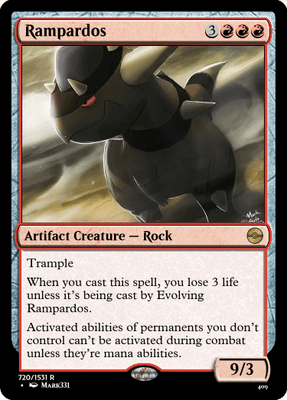 Rampardos 3
Artifact Creature — Rock
Trample
When you cast this spell, you lose 3 life
unless it's being cast by Evolving
Rampardos.
Activated abilities of permanents you don't
control can't be activated during combat
unless they're mana abilities.
9/3
720/1531 R
• Mark331